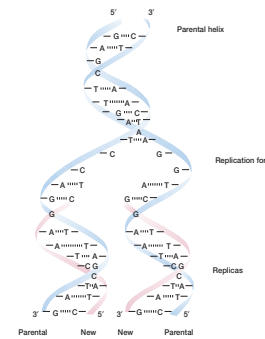 5' 3'
G C
A T
G
C
T A
T A
G C
A T
A
T A
C G
C G
A T A T
G C G C
G G
A T A T
A T A T
T A T A
C G C G
C C
T A T A
A T A T
3' G C 5' 3' G C 5'
Parental helix
Replication for
Replicas
Parental New New Parental